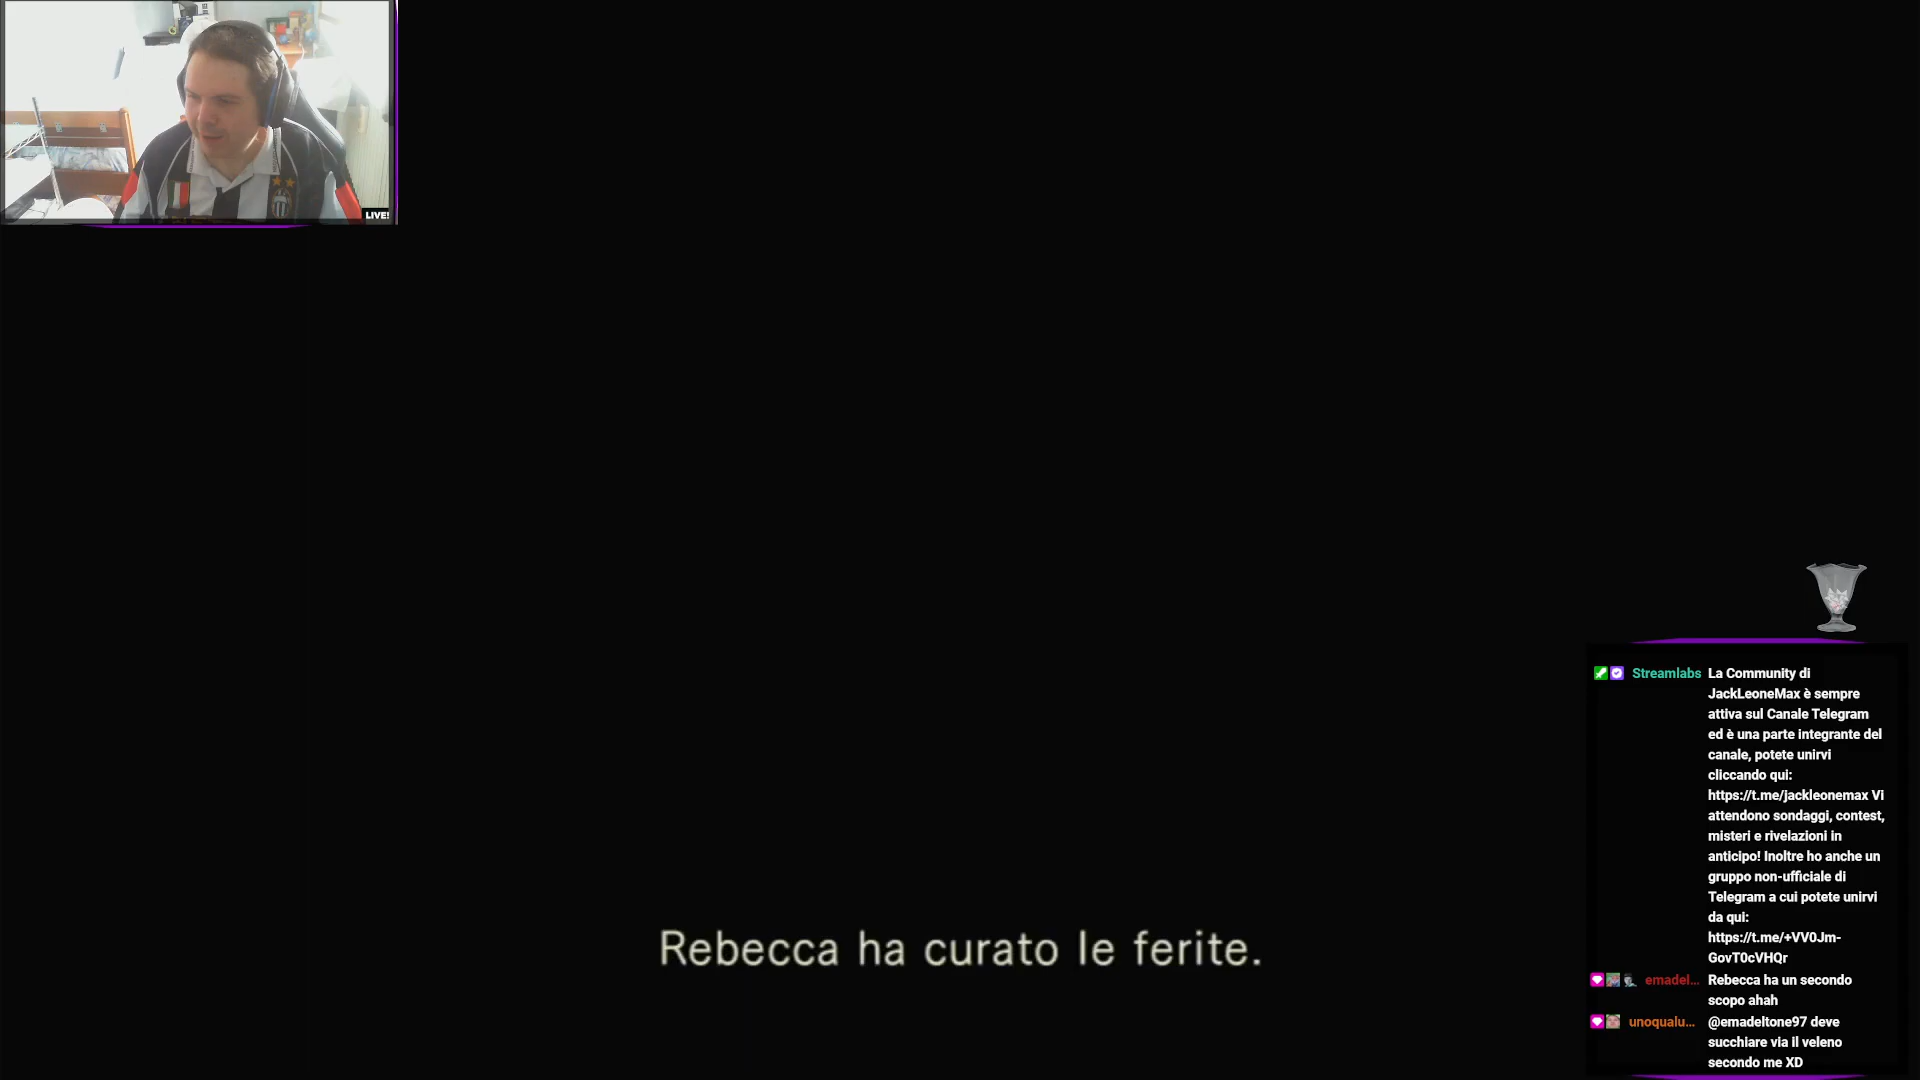 LIVE!
Rebecca ha curato le ferite.
Streamlabs La Community di
JackLeoneMax è sempre
attiva sul Canale Telegram
ed è una parte integrante del
canale, potete unirvi
cliccando qui:
https://t.me/jackleonemax Vi
attendono sondaggi, contest,
misteri e rivelazioni in
anticipo! Inoltre ho anche un
gruppo non-ufficiale di
Telegram a cui potete unirvi
da qui:
https://t.me/+VV0Jm-
GovT0cVHQr
emadel... Rebecca ha un secondo
scopo ahah
unoqualu... @emadeltone97 deve
succhiare via il veleno
secondo me XD